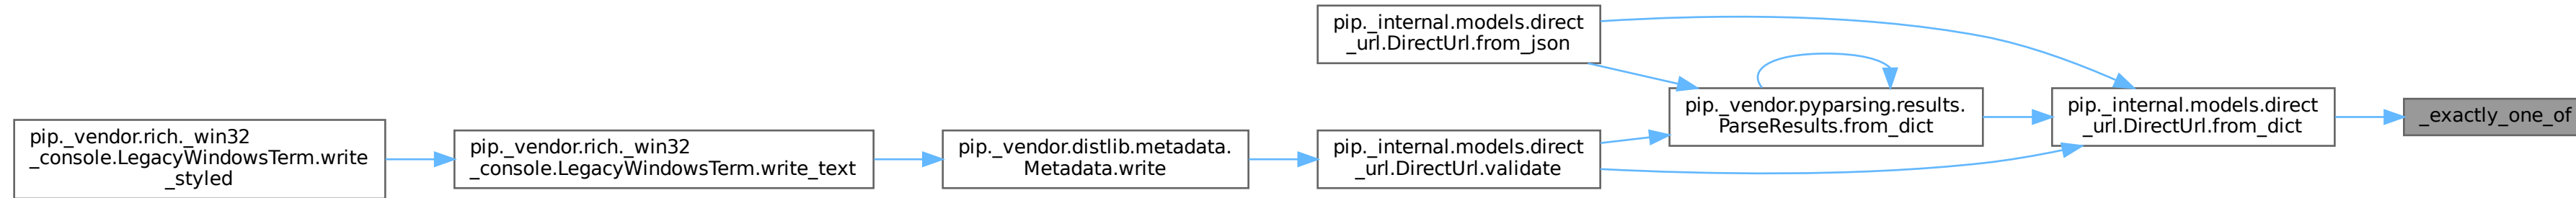 pip._internal.models.direct
_url.DirectUrl.from_json
pip._vendor.pyparsing.results.
ParseResults.from_dict
pip._internal.models.direct
_url.DirectUrl.from_dict
_exactly_one_of
pip._vendor.rich._win32
_console.LegacyWindowsTerm.write
_styled
pip._vendor.rich._win32
_console.LegacyWindowsTerm.write_text
pip._vendor.distlib.metadata.
Metadata.write
pip._internal.models.direct
_url.DirectUrl.validate